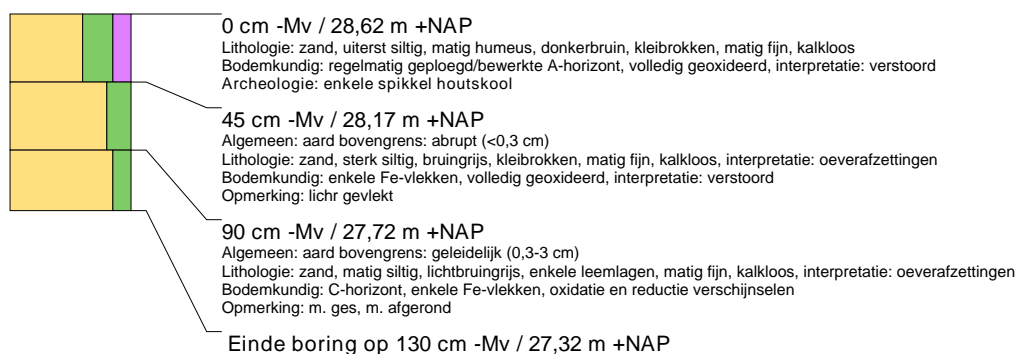 0 cm -Mv / 28,62 m +NAP
Lithologie: zand, uiterst siltig, matig humeus, donkerbruin, kleibrokken, matig fijn, kalkloos
Bodemkundig: regelmatig geploegd/bewerkte A-horizont, volledig geoxideerd, interpretatie: verstoord
Archeologie: enkele spikkel houtskool
45 cm -Mv / 28,17 m +NAP
Algemeen: aard bovengrens: abrupt (<0,3 cm)
Lithologie: zand, sterk siltig, bruingrijs, kleibrokken, matig fijn, kalkloos, interpretatie: oeverafzettingen
Bodemkundig: enkele Fe-vlekken, volledig geoxideerd, interpretatie: verstoord
Opmerking: lichr gevlekt
90 cm -Mv / 27,72 m +NAP
Algemeen: aard bovengrens: geleidelijk (0,3-3 cm)
Lithologie: zand, matig siltig, lichtbruingrijs, enkele leemlagen, matig fijn, kalkloos, interpretatie: oeverafzettingen
Bodemkundig: C-horizont, enkele Fe-vlekken, oxidatie en reductie verschijnselen
Opmerking: m. ges, m. afgerond
Einde boring op 130 cm -Mv / 27,32 m +NAP